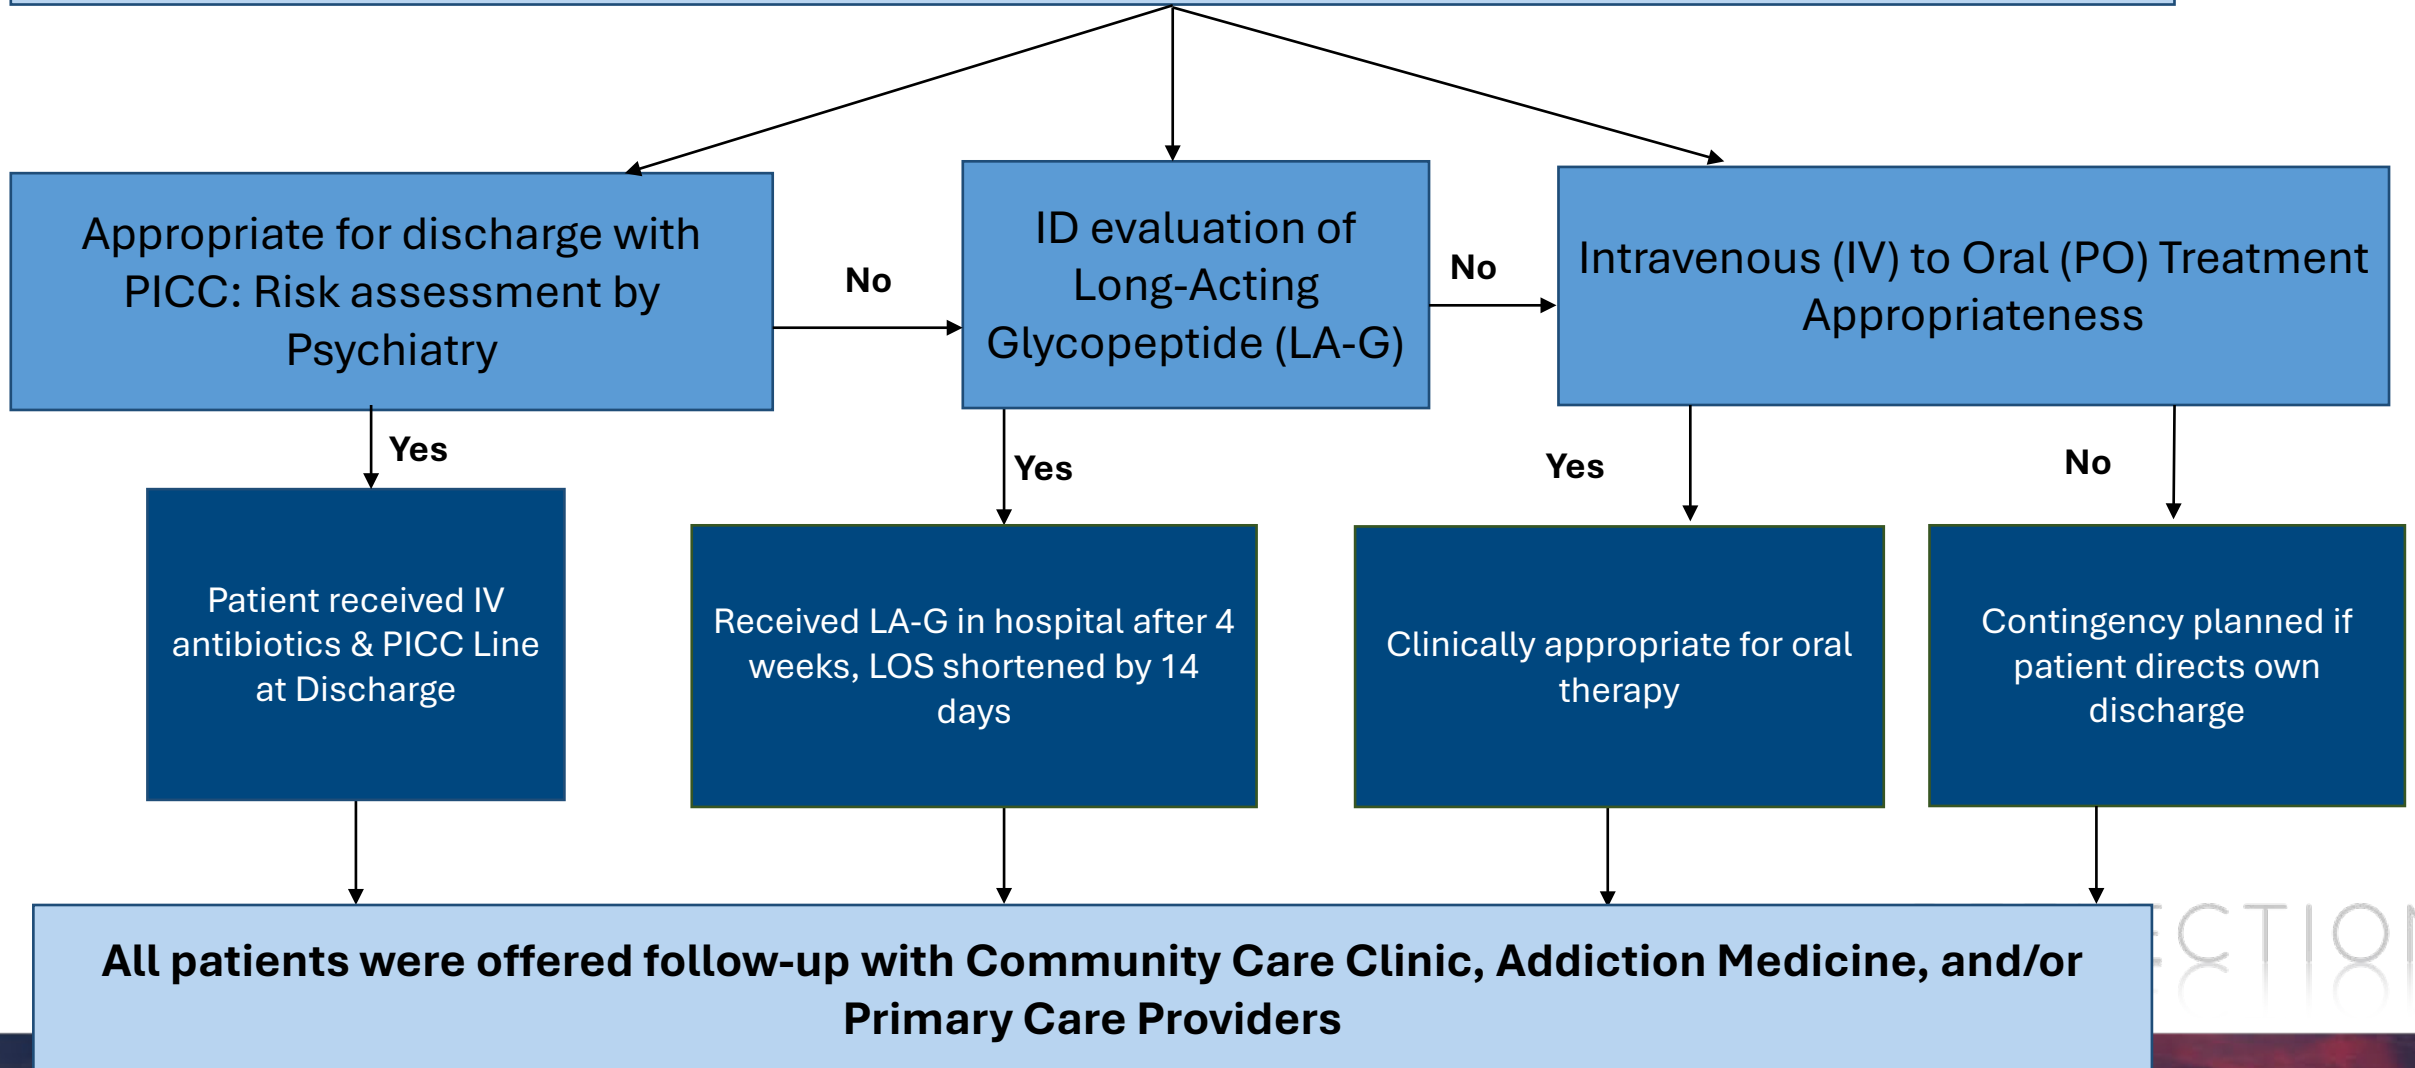 Appropriate for discharge with
PICC: Risk assessment by
Psychiatry
No
ID evaluation of
Long-Acting
Glycopeptide (LA-G)
No
Intravenous (IV) to Oral (PO) Treatment
Appropriateness
Yes
Yes
Yes
No
Patient received IV
antibiotics & PICC Line
at Discharge
Received LA-G in hospital after 4
weeks, LOS shortened by 14
days
Clinically appropriate for oral
therapy
Contingency planned if
patient directs own
discharge
All patients were offered follow-up with Community Care Clinic, Addiction Medicine, and/or
Primary Care Providers